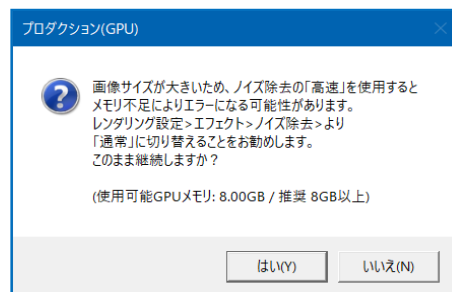 プロダクション(GPU)
画像サイズが大きいため、ノイズ除去の「高速」を使用すると
メモリ不足によりエラーになる可能性があります。
レンダリング設定>エフェクト>ノイズ除去>より
「通常」に切り替えることをお勧めします。
このまま継続しますか？
(使用可能GPUメモリ: 8.00GB / 推奨 8GB以上)
はい(Y)
いいえ(N)